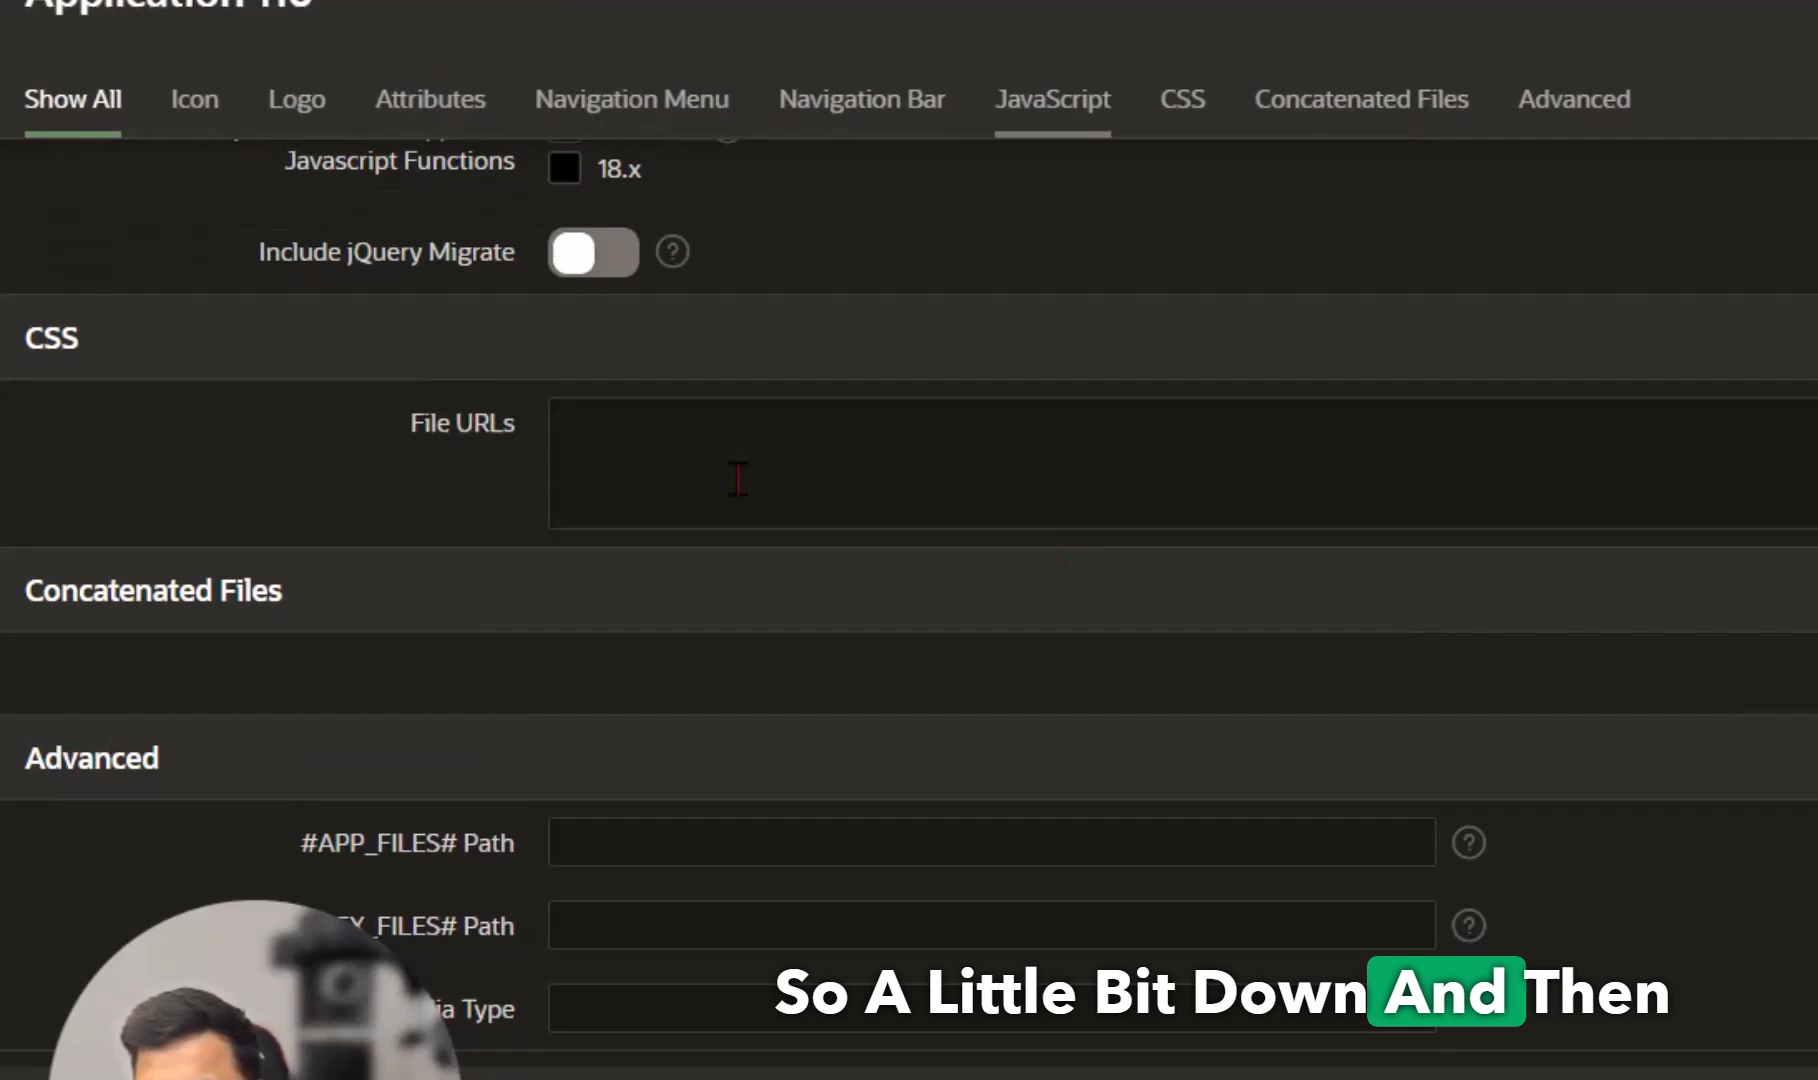 Show All Icon Logo Attributes Navigation Menu Navigation Bar JavaScript CSS Concatenated Files Advanced
Javascript Functions
18.x
Include jQuery Migrate
CSS
File URLs
Concatenated Files
Advanced
#APP_FILES# Path
_FILES# Path
Type
So A Little Bit Down And Then